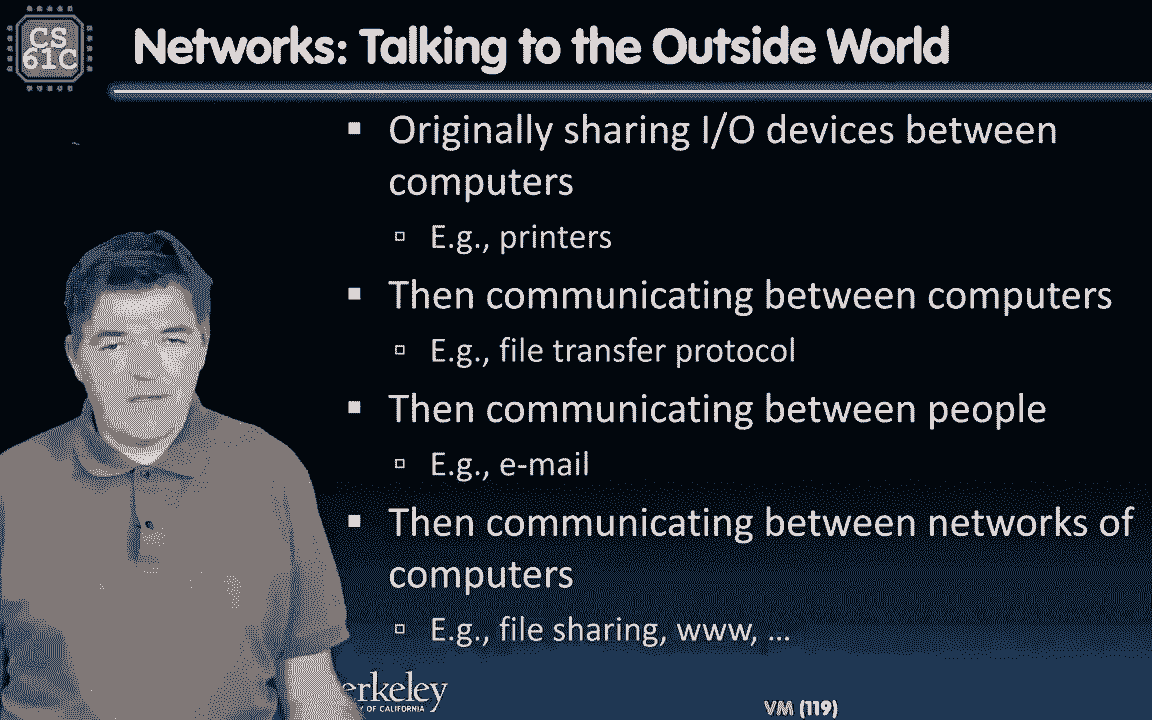 CS
61C
Networks: Talking to the Outside World
▪ Originally sharing I/O devices between
computers
▫ E.g., printers
▪ Then communicating between computers
▫ E.g., file transfer protocol
▪ Then communicating between people
▫ E.g., e-mail
▪ Then communicating between networks of
computers
▫ E.g., file sharing, www, ...
erkeley
Y OF CALIFORNIA
VM (119)